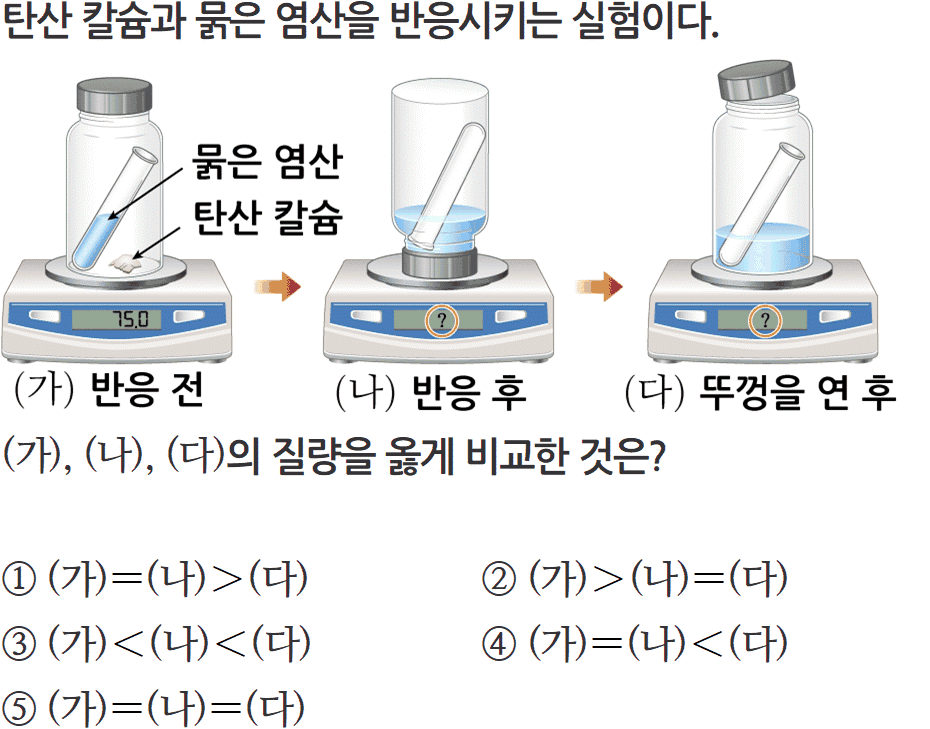 탄산 칼슘과 묽은 염산을 반응시키는 실험이다.
묽은 염산
탄산 칼슘
75.0
?
?
(가) 반응 전
(나) 반응 후
(다) 뚜껑을 연 후
(가), (나), (다)의 질량을 옳게 비교한 것은?
① (가)=(나)>(다)
② (가)>(나)=(다)
③ (가)<(나)<(다)
④ (가)=(나)<(다)
⑤ (가)=(나)=(다)